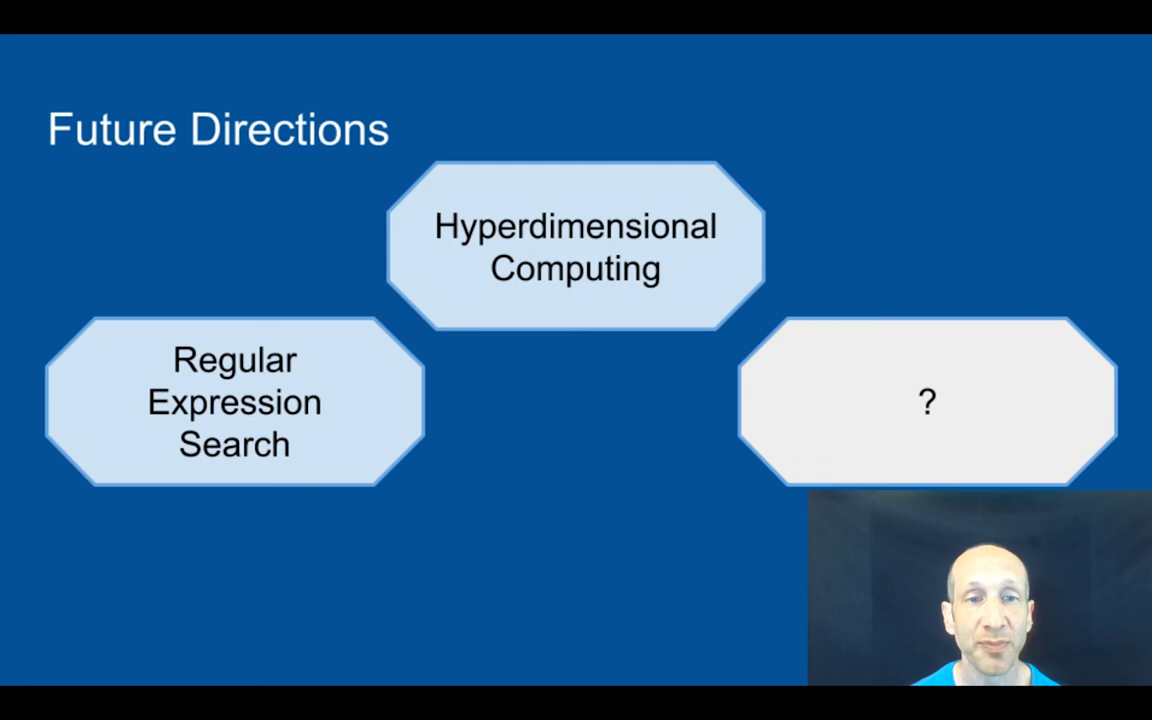 Future Directions
Hyperdimensional
Computing
Regular
Expression
Search
?